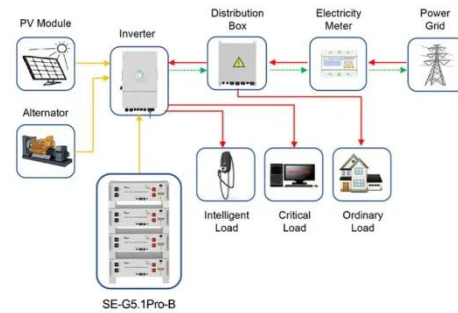 PV Module
Inverter
Distribution
Box
Electricity
Meter
Power
Grid
Alternator
Intelligent
Load
Critical
Load
Ordinary
Load
SE-G5.1Pro-B